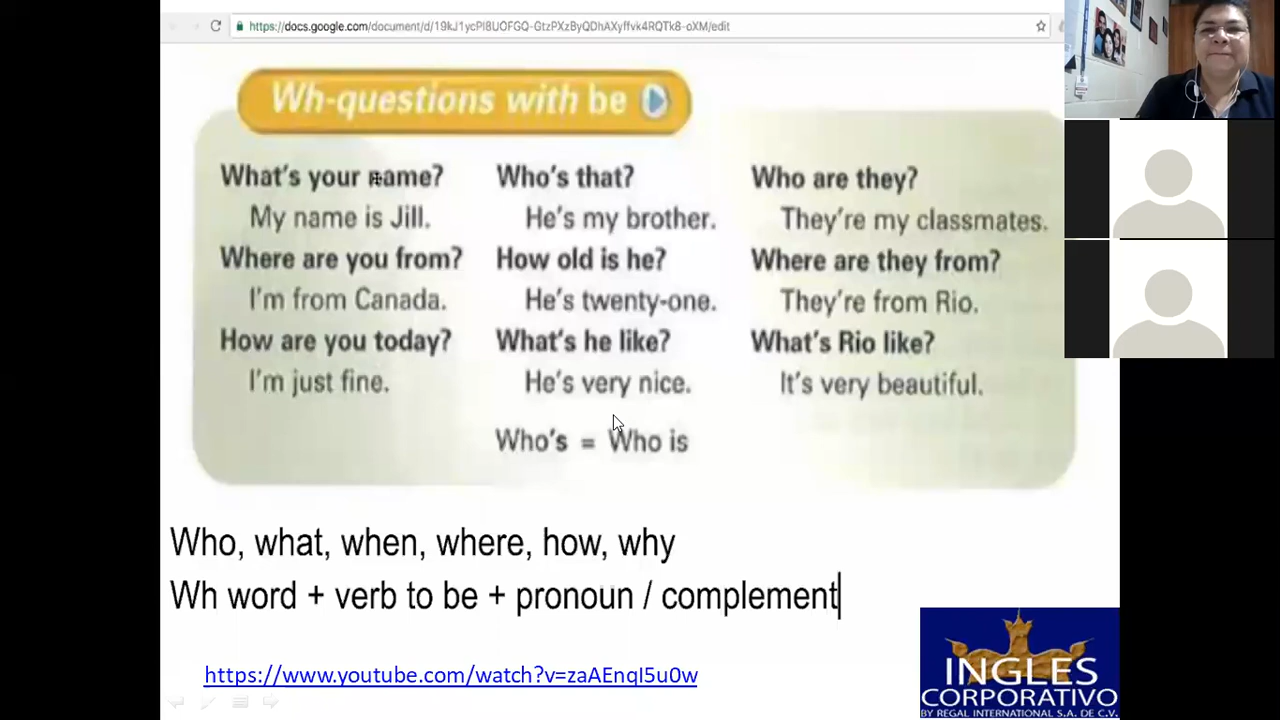 https://docs.google.com/document/d/19kJ1ycPI8UOFGQ-GtzPXzByQDhAXyffvk4RQTk8-oXM/edit
Wh-questions with be
What's your name?
My name is Jill.
Where are you from?
I'm from Canada.
How are you today?
I'm just fine.
Who's that?
He's my brother.
How old is he?
He's twenty-one.
What's he like?
He's very nice.
Who's = Who is
Who are they?
They're my classmates.
Where are they from?
They're from Rio.
What's Rio like?
It's very beautiful.
Who, what, when, where, how, why
Wh word + verb to be + pronoun / complement
https://www.youtube.com/watch?v=zaAEnqI5u0w
INGLES
CORPORATIVO
BY REGAL INTERNATIONAL S.A. DE C.V.